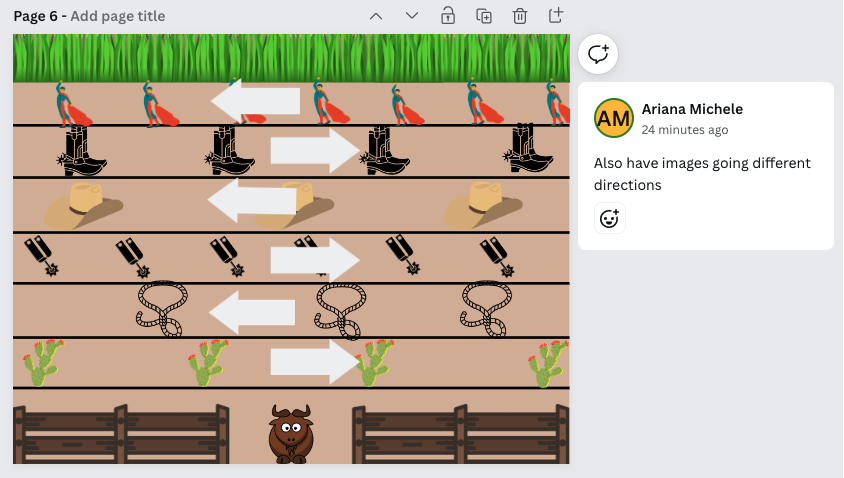 Page 6 - Add page title
AM
Ariana Michele
24 minutes ago
Also have images going different
directions